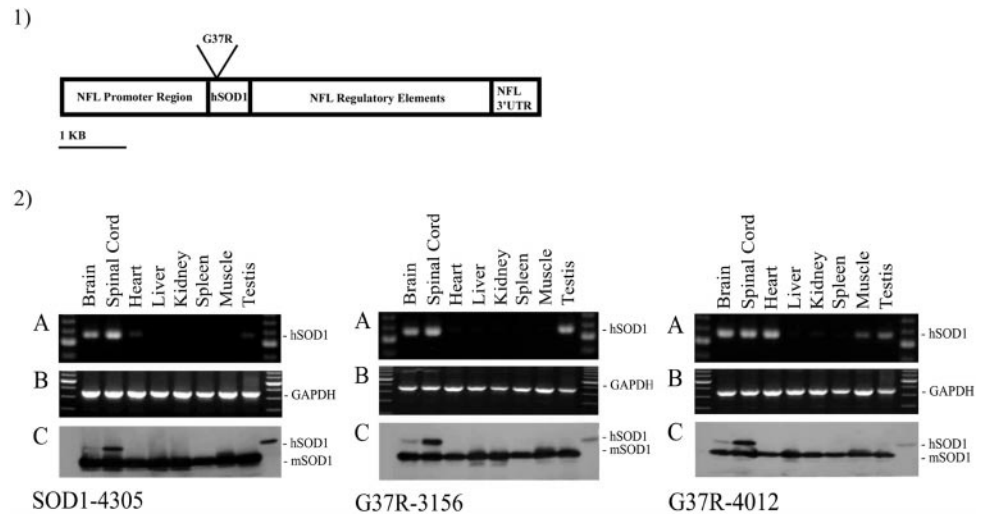 1)
G37R
NFL Promoter Region
hSOD1
NFL Regulatory Elements
NFL
3'UTR
1 KB
2)
Brain
Spinal Cord
Heart
Liver
Kidney
Spleen
Muscle
Testis
A
- hSOD1
B
- GAPDH
C
- hSOD1
- mSOD1
SOD1-4305
Brain
Spinal Cord
Heart
Liver
Kidney
Spleen
Muscle
Testis
A
- hSOD1
B
- GAPDH
C
- hSOD1
mSOD1
G37R-3156
Brain
Spinal Cord
Heart
Liver
Kidney
Spleen
Muscle
Testis
A
- hSOD1
B
- GAPDH
C
- hSOD1
- mSOD1
G37R-4012